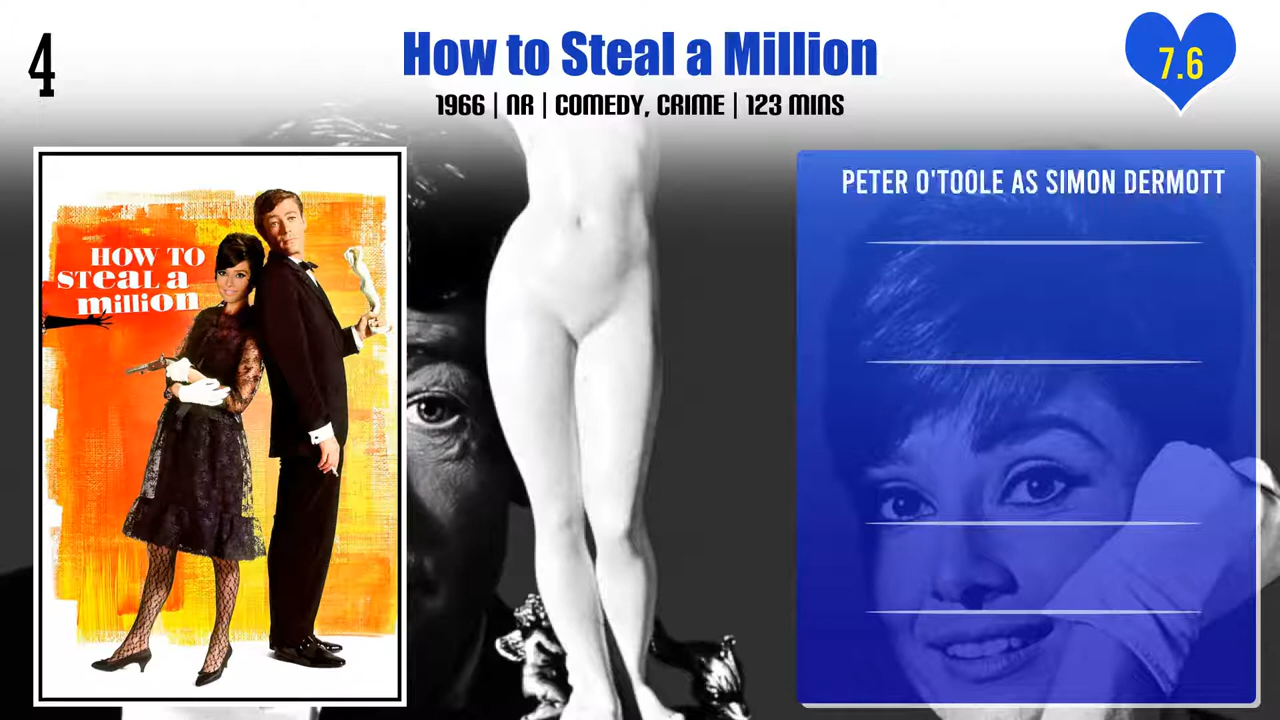 4
How to Steal a Million
7.6
1966 | NR | COMEDY, CRIME | 123 MINS
PETER O'TOOLE AS SIMON DERMOTT
HOW TO
STEAL a
million